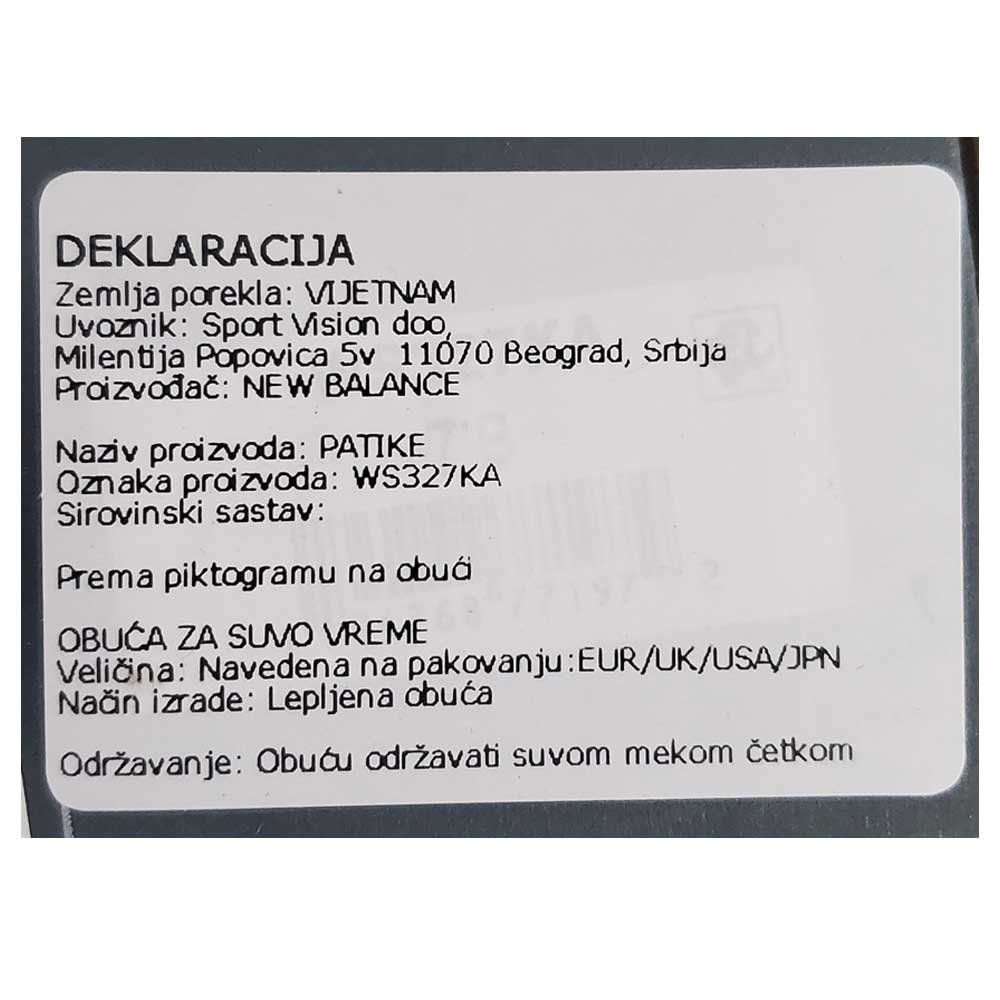 DEKLARACIJA
Zemlja porekla: VIJETNAM
Uvoznik: Sport Vision doo,
Milentija Popovica 5v 11070 Beograd, Srbija
Proizvođač: NEW BALANCE
Naziv proizvoda: PATIKE
Oznaka proizvoda: WS327KA
Sirovinski sastav:
Prema piktogramu na obući
OBUĆA ZA SUVO VREME
Veličina: Navedena na pakovanju:EUR/UK/USA/JPN
Način izrade: Lepljena obuća
Održavanje: Obuću održavati suvom mekom četkom